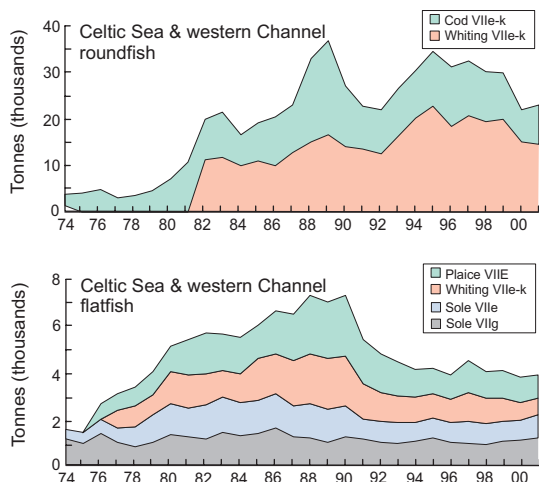 Celtic Sea & western Channel
roundfish
Cod VIIe-k
Whiting VIIe-k
Tonnes (thousands)
40
30
20
10
0
74 76 78 80 82 84 86 88 90 92 94 96 98 00
Celtic Sea & western Channel
flatfish
Plaice VIIE
Whiting VIIe-k
Sole VIIe
Sole VIIg
Tonnes (thousands)
8
6
4
2
0
74 76 78 80 82 84 86 88 90 92 94 96 98 00